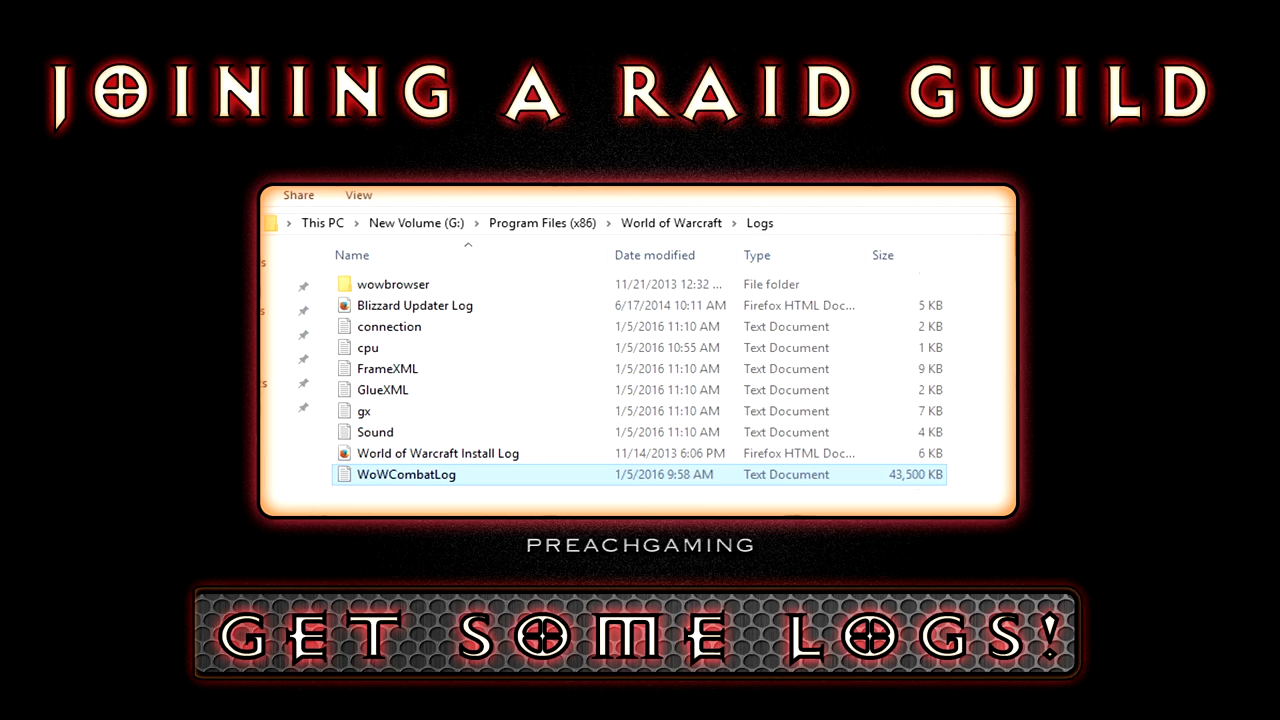 JOINING A RAID GUILD
Share View
This PC > New Volume (G:) > Program Files (x86) > World of Warcraft > Logs
Name Date modified Type Size
wowbrowser 11/21/2013 12:32 ... File folder
Blizzard Updater Log 6/17/2014 10:11 AM Firefox HTML Doc... 5 KB
connection 1/5/2016 11:10 AM Text Document 2 KB
cpu 1/5/2016 10:55 AM Text Document 1 KB
FrameXML 1/5/2016 11:10 AM Text Document 9 KB
GlueXML 1/5/2016 11:10 AM Text Document 2 KB
gx 1/5/2016 11:10 AM Text Document 7 KB
Sound 1/5/2016 11:10 AM Text Document 4 KB
World of Warcraft Install Log 11/14/2013 6:06 PM Firefox HTML Doc... 6 KB
WoWCombatLog 1/5/2016 9:58 AM Text Document 43,500 KB
PREACHGAMING
GET SOME LOGS!